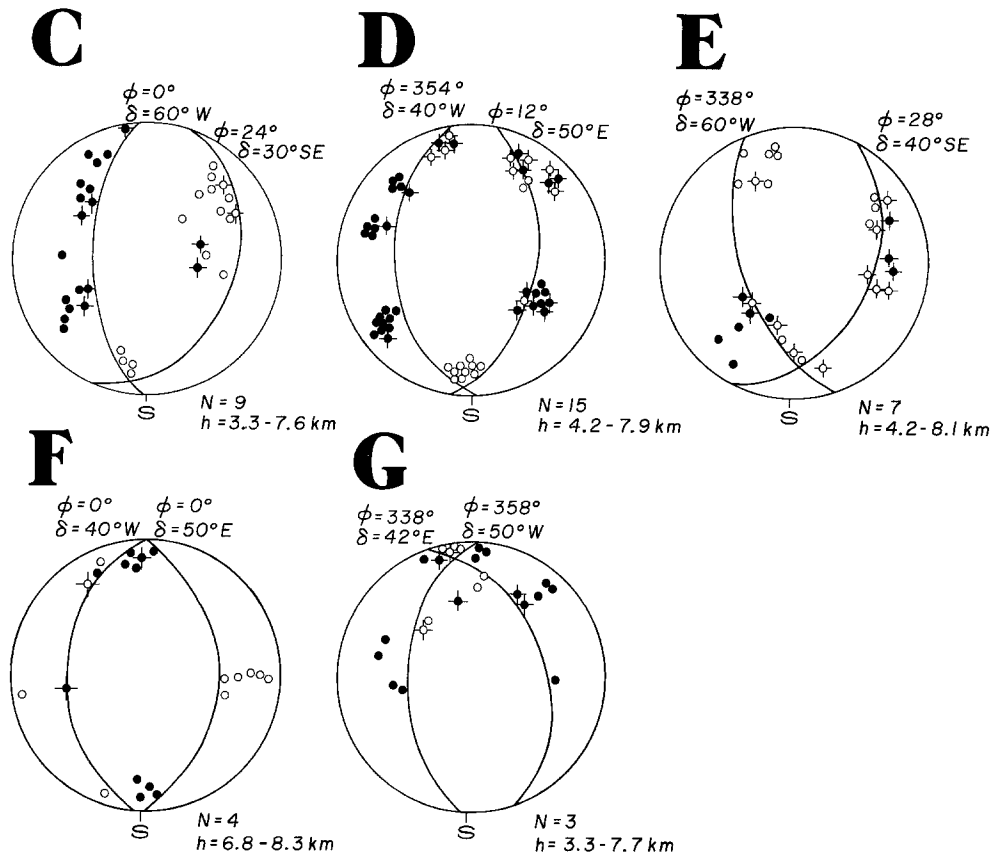 C
φ=0°
δ=60° W
φ=24°
δ=30°SE
S
N = 9
h = 3.3 - 7.6 km
D
φ=354°
δ=40°W
φ=12°
δ=50°E
S
N = 15
h = 4.2 - 7.9 km
E
φ=338°
δ=60°W
φ=28°
δ=40°SE
S
N = 7
h = 4.2 - 8.1 km
F
φ=0°
δ=40°W
φ=0°
δ=50°E
S
N = 4
h = 6.8 - 8.3 km
G
φ=338°
δ=42°E
φ=358°
δ=50°W
S
N = 3
h = 3.3 - 7.7 km